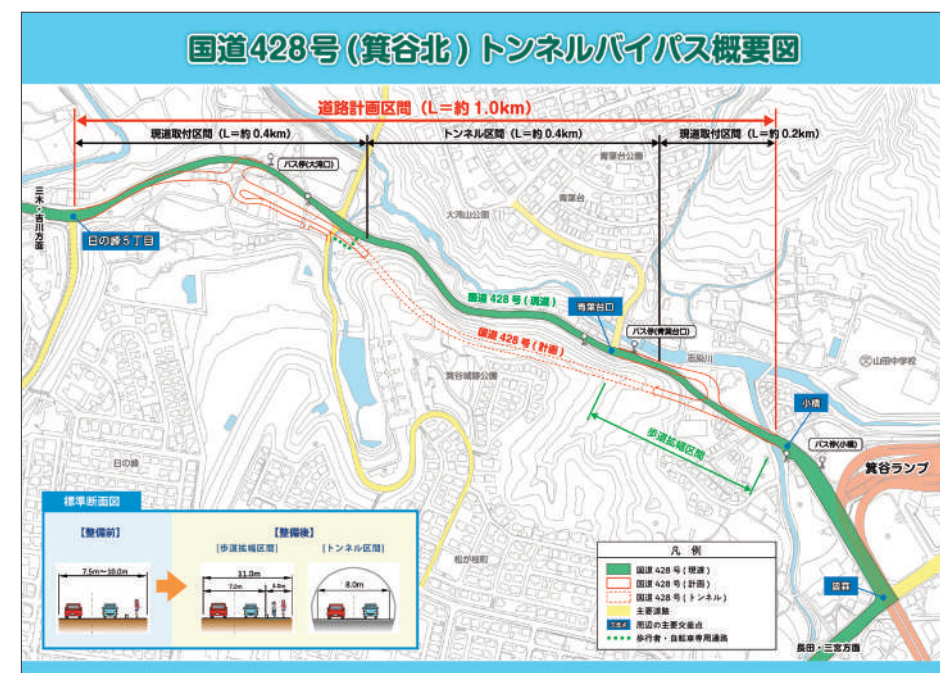 国道428号(箕谷北)トンネルバイパス概要図
道路計画区間(L=約1.0km)
現道取付区間(L=約0.4km)
トンネル区間(L=約0.4km)
現道取付区間(L=約0.2km)
バス停(大滝口)
青葉台公園
三木・吉川方面
大滝山公園
青葉台
日の峰5丁目
国道428号(現道)
青葉台口
国道428号(計画)
バス停(青葉台口)
志染川
山田中学校
箕谷城跡公園
小橋
歩道拡幅区間
バス停(小橋)
日の峰
箕谷ランプ
標準断面図
【整備前】
【整備後】
[歩道拡幅区間]
[トンネル区間]
7.5m〜10.0m
11.0m
7.0m
4.0m
8.0m
松が枝町
凡例
国道428号(現道)
国道428号(計画)
国道428号(トンネル)
主要道路
交差点
周辺の主要交差点
歩行者・自転車専用通路
皆森
長田・三宮方面